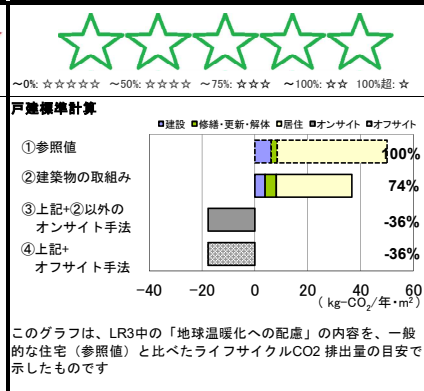 ~0%: ☆☆☆☆☆ ~50%: ☆☆☆☆ ~75%: ☆☆☆ ~100%: ☆☆ 100%超: ☆
戸建標準計算
■建設 ■修繕・更新・解体 □居住 ■オンサイト ■オフサイト
①参照値
100%
②建築物の取組み
74%
③上記+②以外の
オンサイト手法
-36%
④上記+
オフサイト手法
-36%
-40 -20 0 20 40 60
( kg-CO₂/年・m²)
このグラフは、LR3中の「地球温暖化への配慮」の内容を、一般
的な住宅（参照値）と比べたライフサイクルCO2 排出量の目安で
示したものです